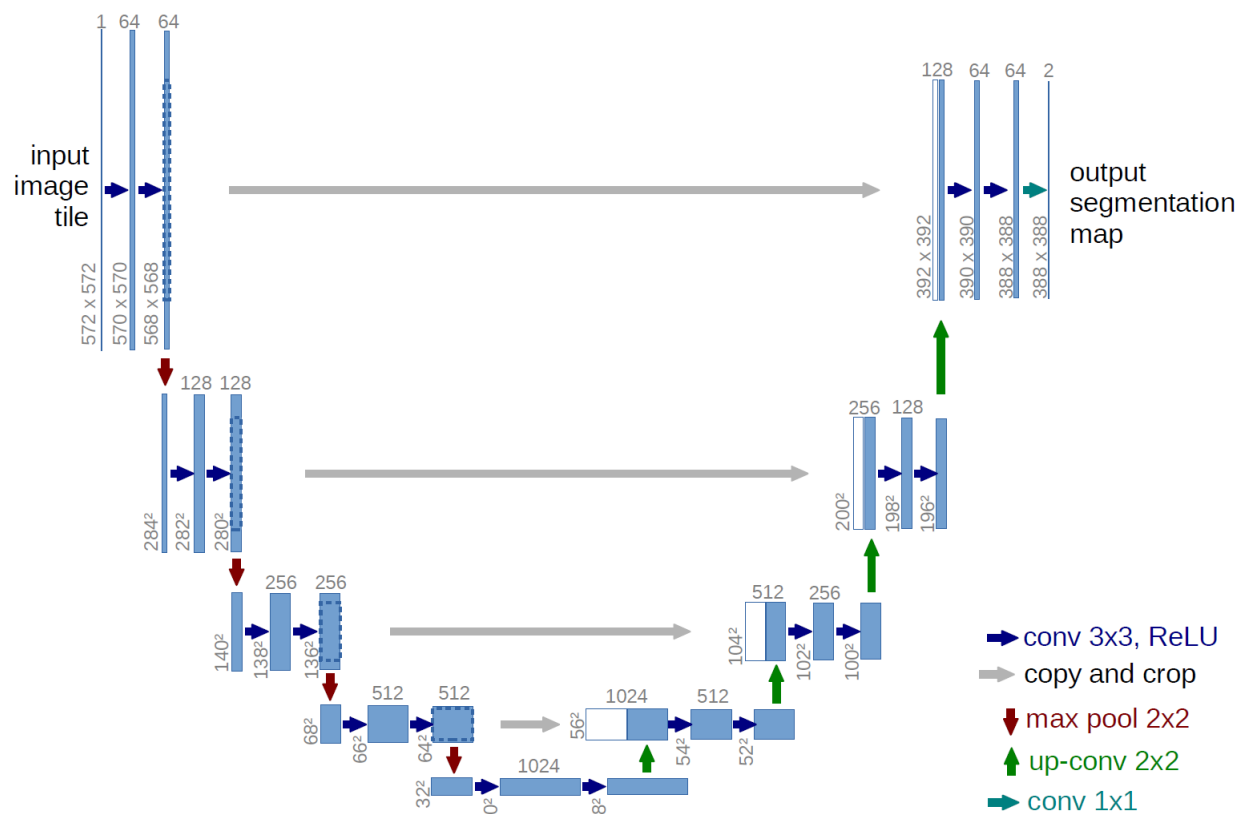 1 64 64
128 64 64 2
input
image
tile
output
segmentation
map
572 x 572
570 x 570
568 x 568
392 x 392
390 x 390
388 x 388
388 x 388
128 128
256 128
284²
282²
280²
200²
198²
196²
256 256
512 256
140²
138²
136²
104²
102²
100²
512 512
1024 512
68²
66²
64²
56²
54²
52²
1024
32²
0²
8²
conv 3x3, ReLU
copy and crop
max pool 2x2
up-conv 2x2
conv 1x1